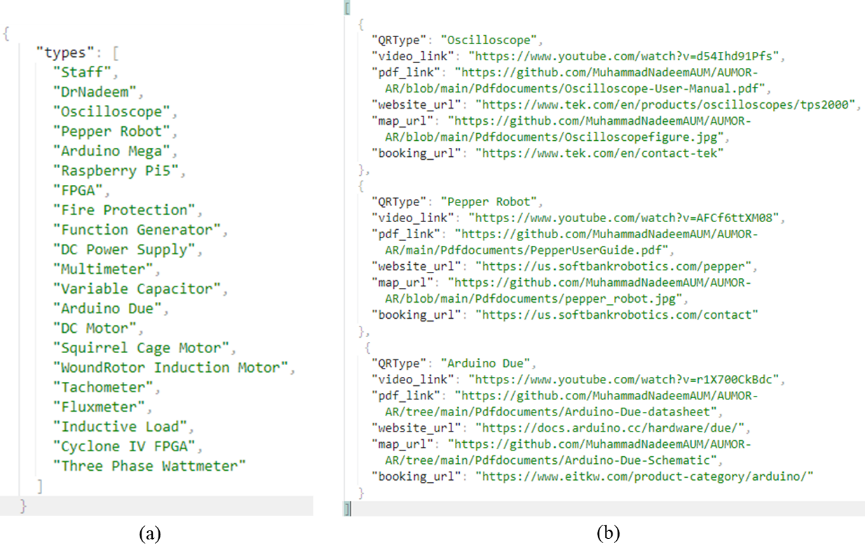 {
"types": [
"Staff",
"DrNadeem",
"Oscilloscope",
"Pepper Robot",
"Arduino Mega",
"Raspberry Pi5",
"FPGA",
"Fire Protection",
"Function Generator",
"DC Power Supply",
"Multimeter",
"Variable Capacitor",
"Arduino Due",
"DC Motor",
"Squirrel Cage Motor",
"WoundRotor Induction Motor",
"Tachometer",
"Fluxmeter",
"Inductive Load",
"Cyclone IV FPGA",
"Three Phase Wattmeter"
]
}
(a)
[
{
"QRType": "Oscilloscope",
"video_link": "https://www.youtube.com/watch?v=d54Ihd91Pfs",
"pdf_link": "https://github.com/MuhammadNadeemAUM/AUMOR-
AR/blob/main/Pdfdocuments/Oscilloscope-User-Manual.pdf",
"website_url": "https://www.tek.com/en/products/oscilloscopes/tps2000",
"map_url": "https://github.com/MuhammadNadeemAUM/AUMOR-
AR/blob/main/Pdfdocuments/Oscilloscopefigure.jpg",
"booking_url": "https://www.tek.com/en/contact-tek"
},
{
"QRType": "Pepper Robot",
"video_link": "https://www.youtube.com/watch?v=AFCf6ttXM08",
"pdf_link": "https://github.com/MuhammadNadeemAUM/AUMOR-
AR/main/Pdfdocuments/PepperUserGuide.pdf",
"website_url": "https://us.softbankrobotics.com/pepper",
"map_url": "https://github.com/MuhammadNadeemAUM/AUMOR-
AR/blob/main/Pdfdocuments/pepper_robot.jpg",
"booking_url": "https://us.softbankrobotics.com/contact"
},
{
"QRType": "Arduino Due",
"video_link": "https://www.youtube.com/watch?v=r1X700CkBdc",
"pdf_link": "https://github.com/MuhammadNadeemAUM/AUMOR-
AR/tree/main/Pdfdocuments/Arduino-Due-datasheet",
"website_url": "https://docs.arduino.cc/hardware/due/",
"map_url": "https://github.com/MuhammadNadeemAUM/AUMOR-
AR/tree/main/Pdfdocuments/Arduino-Due-Schematic",
"booking_url": "https://www.eitkw.com/product-category/arduino/"
}
]
(b)